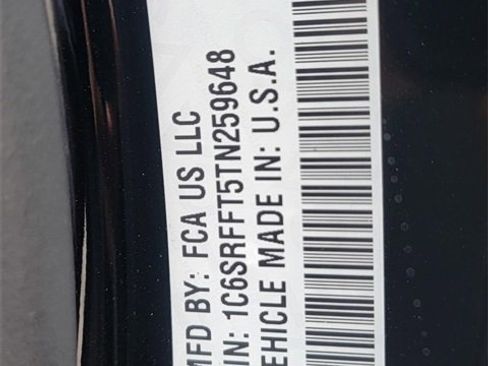 MFD BY: FCA US LLC
IN: 1C6SRFFT5TN259648
EHICLE MADE IN: U.S.A.